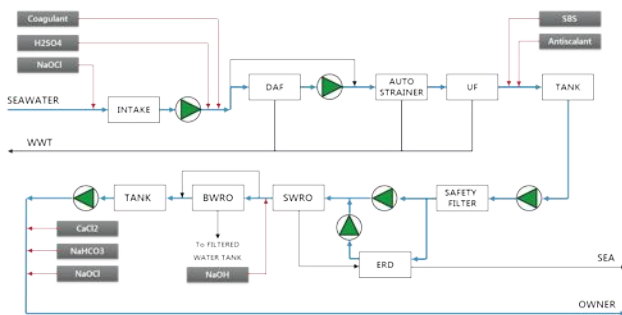 Coagulant
H2SO4
NaOCl
SBS
Antiscalant
SEAWATER
INTAKE
DAF
AUTO
STRAINER
UF
TANK
WWT
TANK
BWRO
SWRO
SAFETY
FILTER
CaCl2
NaHCO3
NaOCl
To FILTERED
WATER TANK
NaOH
ERD
SEA
OWNER